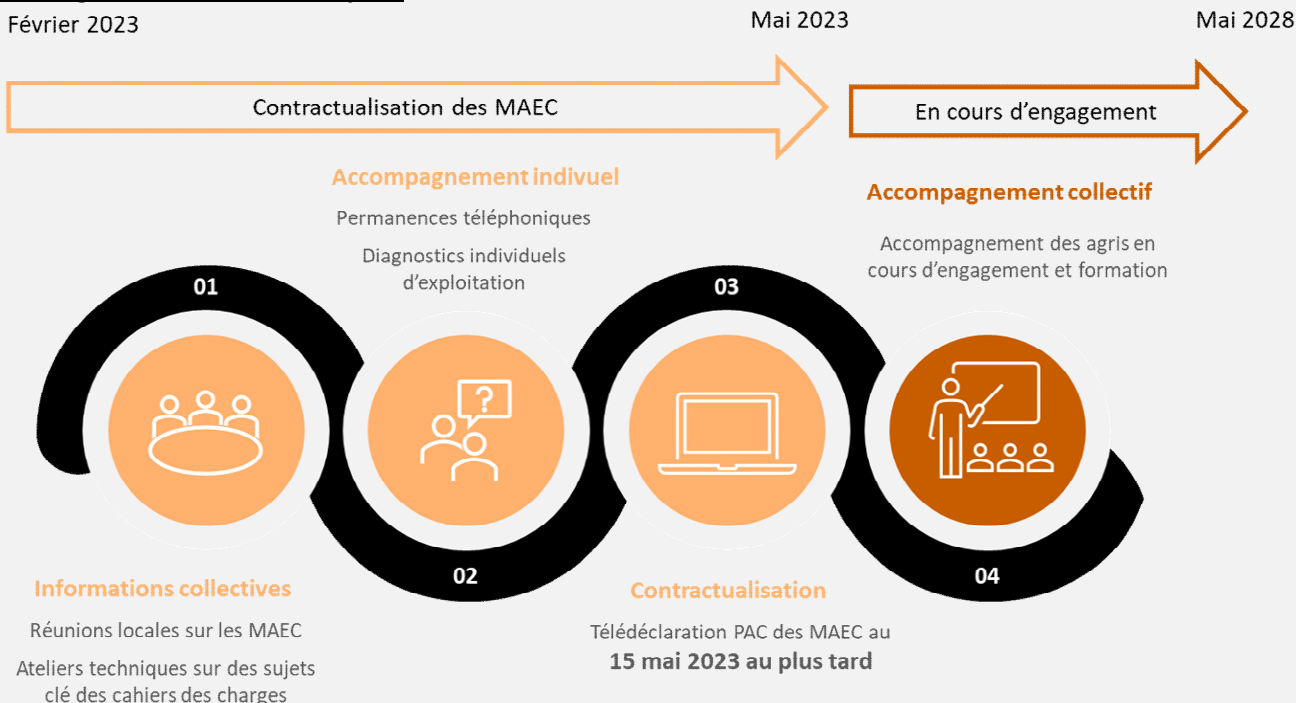 Février 2023
Mai 2023
Mai 2028
Contractualisation des MAEC
En cours d'engagement
Accompagnement indivuel
Permanences téléphoniques
Diagnostics individuels
d'exploitation
Accompagnement collectif
Accompagnement des agris en
cours d'engagement et formation
01
03
?
02
04
Informations collectives
Réunions locales sur les MAEC
Ateliers techniques sur des sujets
clé des cahiers des charges
Contractualisation
Télédéclaration PAC des MAEC au
15 mai 2023 au plus tard